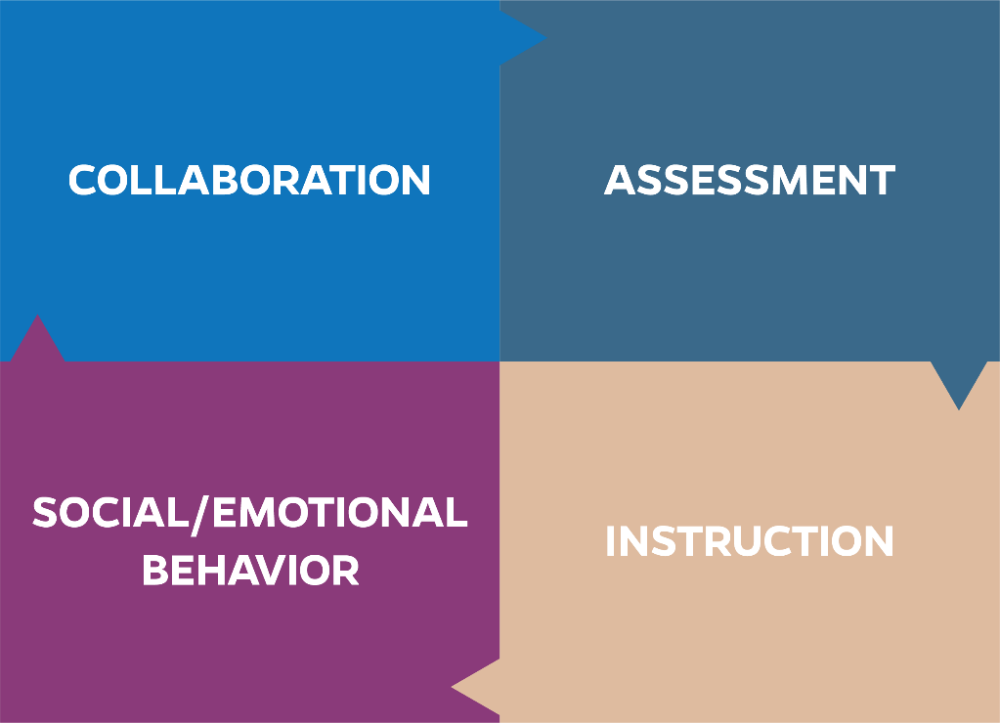 COLLABORATION
ASSESSMENT
SOCIAL/EMOTIONAL
BEHAVIOR
INSTRUCTION